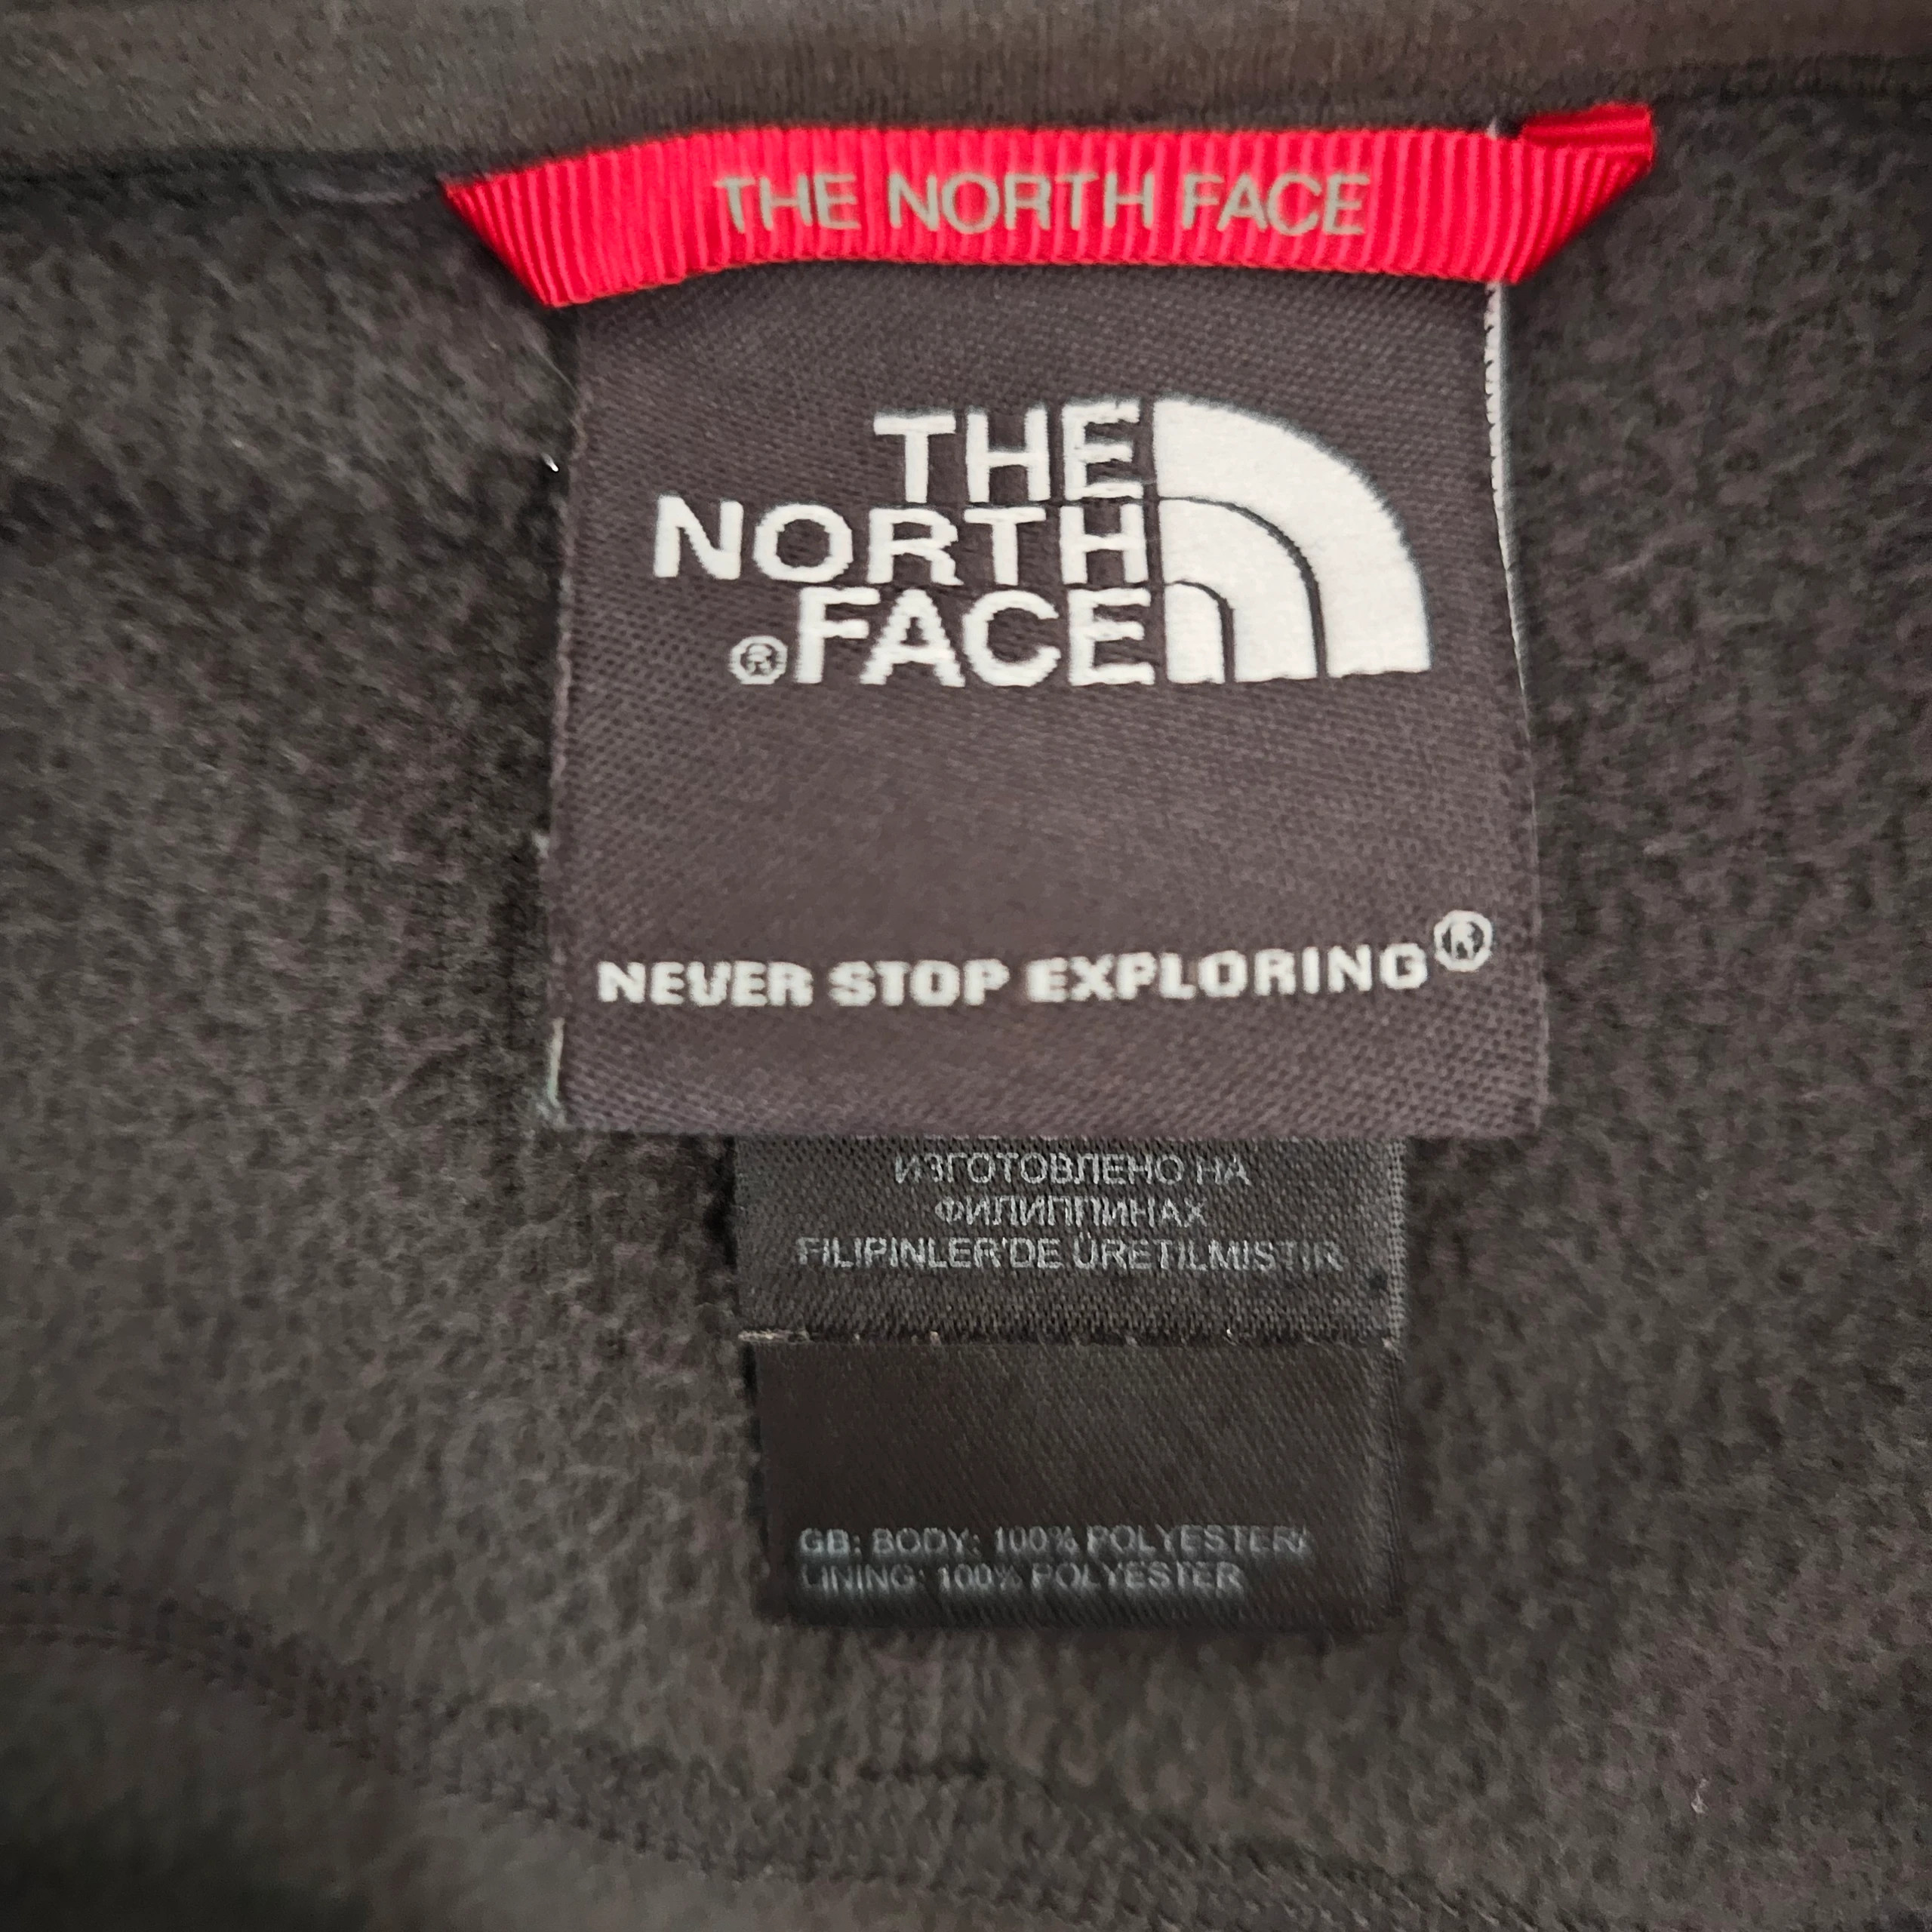 THE NORTH FACE
THE
NORTH
®FACE
NEVER STOP EXPLORING®
ИЗГОТОВЛЕНО НА
ФИЛИППИНАХ
FILIPINLER'DE ÜRETILMISTIR
GB: BODY: 100% POLYESTER/
LINING: 100% POLYESTER